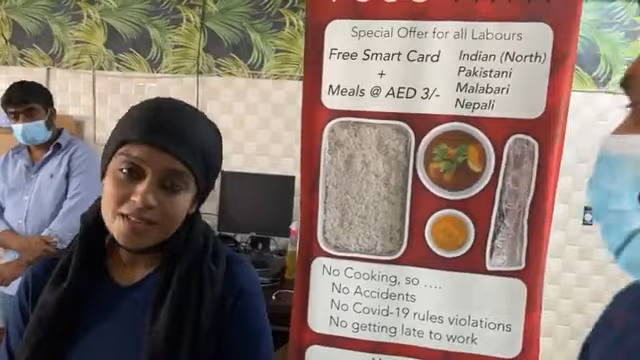 Special Offer for all Labours
Free Smart Card
+
Meals @ AED 3/-
Indian (North)
Pakistani
Malabari
Nepali
No Cooking, so ....
No Accidents
No Covid-19 rules violations
No getting late to work